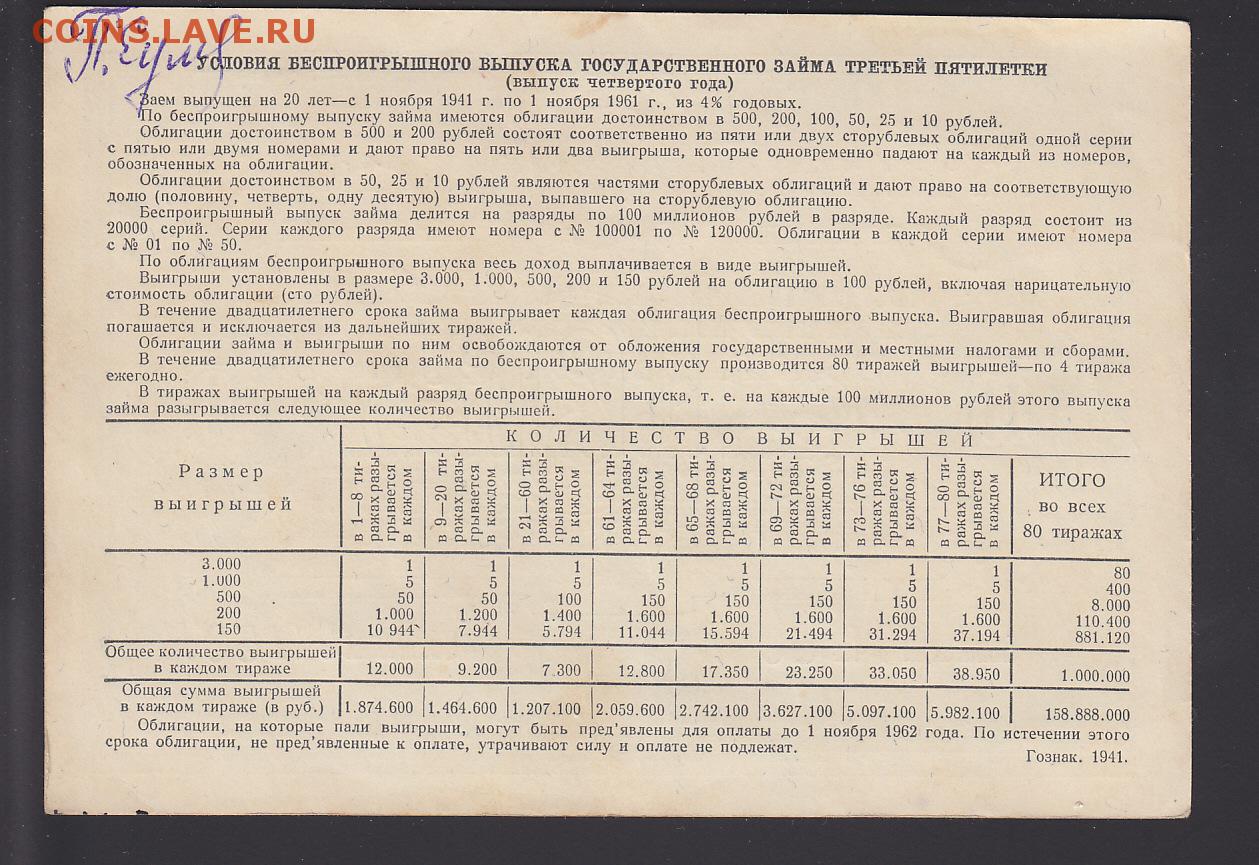 COINS.LAVE.RU
УСЛОВИЯ БЕСПРОИГРЫШНОГО ВЫПУСКА ГОСУДАРСТВЕННОГО ЗАЙМА ТРЕТЬЕЙ ПЯТИЛЕТКИ
(выпуск четвертого года)
Заем выпущен на 20 лет—с 1 ноября 1941 г. по 1 ноября 1961 г., из 4% годовых.
По беспроигрышному выпуску займа имеются облигации достоинством в 500, 200, 100, 50, 25 и 10 рублей.
Облигации достоинством в 500 и 200 рублей состоят соответственно из пяти или двух сторублевых облигаций одной серии
с пятью или двумя номерами и дают право на пять или два выигрыша, которые одновременно падают на каждый из номеров,
обозначенных на облигации.
Облигации достоинством в 50, 25 и 10 рублей являются частями сторублевых облигаций и дают право на соответствующую
долю (половину, четверть, одну десятую) выигрыша, выпавшего на сторублевую облигацию.
Беспроигрышный выпуск займа делится на разряды по 100 миллионов рублей в разряде. Каждый разряд состоит из
20000 серий. Серии каждого разряда имеют номера с № 100001 по № 120000. Облигации в каждой серии имеют номера
с № 01 по № 50.
По облигациям беспроигрышного выпуска весь доход выплачивается в виде выигрышей.
Выигрыши установлены в размере 3.000, 1.000, 500, 200 и 150 рублей на облигацию в 100 рублей, включая нарицательную
стоимость облигации (сто рублей).
В течение двадцатилетнего срока займа выигрывает каждая облигация беспроигрышного выпуска. Выигравшая облигация
погашается и исключается из дальнейших тиражей.
Облигации займа и выигрыши по ним освобождаются от обложения государственными и местными налогами и сборами.
В течение двадцатилетнего срока займа по беспроигрышному выпуску производится 80 тиражей выигрышей—по 4 тиража
ежегодно.
В тиражах выигрышей на каждый разряд беспроигрышного выпуска, т. е. на каждые 100 миллионов рублей этого выпуска
займа разыгрывается следующее количество выигрышей.
Размер выигрышей
КОЛИЧЕСТВО ВЫИГРЫШЕЙ
в 1—8 тиражах разыгрывается в каждом
в 9—20 тиражах разыгрывается в каждом
в 21—60 тиражах разыгрывается в каждом
в 61—64 тиражах разыгрывается в каждом
в 65—68 тиражах разыгрывается в каждом
в 69—72 тиражах разыгрывается в каждом
в 73—76 тиражах разыгрывается в каждом
в 77—80 тиражах разыгрывается в каждом
ИТОГО во всех 80 тиражах
3.000 1 1 1 1 1 1 1 1 80
1.000 5 5 5 5 5 5 5 5 400
500 50 50 100 150 150 150 150 150 8.000
200 1.000 1.200 1.400 1.600 1.600 1.600 1.600 1.600 110.400
150 10 944 7.944 5.794 11.044 15.594 21.494 31.294 37.194 881.120
Общее количество выигрышей
в каждом тираже 12.000 9.200 7.300 12.800 17.350 23.250 33.050 38.950 1.000.000
Общая сумма выигрышей
в каждом тираже (в руб.) 1.874.600 1.464.600 1.207.100 2.059.600 2.742.100 3.627.100 5.097.100 5.982.100 158.888.000
Облигации, на которые пали выигрыши, могут быть пред'явлены для оплаты до 1 ноября 1962 года. По истечении этого
срока облигации, не пред'явленные к оплате, утрачивают силу и оплате не подлежат.
Гознак. 1941.